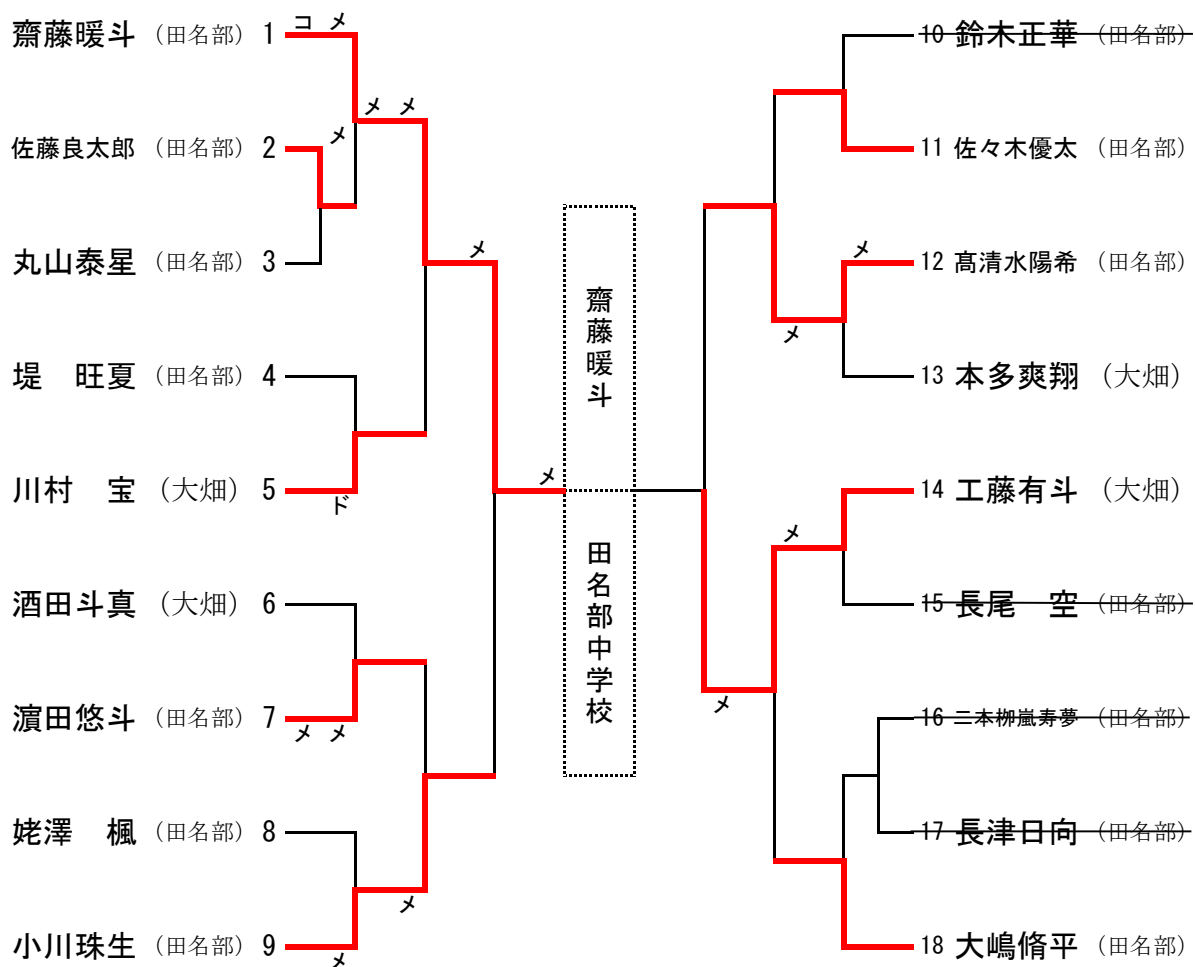 齋藤暖斗 （田名部） 1
佐藤良太郎 （田名部） 2
丸山泰星 （田名部） 3
堤　旺夏 （田名部） 4
川村　宝 （大畑） 5
酒田斗真 （大畑） 6
濵田悠斗 （田名部） 7
姥澤　楓 （田名部） 8
小川珠生 （田名部） 9
コ メ
メ メ
メ
メ
ド
メ メ
メ
メ
メ
齋藤暖斗
田名部中学校
メ
メ
メ
メ
10 鈴木正華 （田名部）
11 佐々木優太 （田名部）
12 髙清水陽希 （田名部）
13 本多爽翔 （大畑）
14 工藤有斗 （大畑）
15 長尾　空 （田名部）
16 二本栁嵐寿夢 （田名部）
17 長津日向 （田名部）
18 大嶋脩平 （田名部）